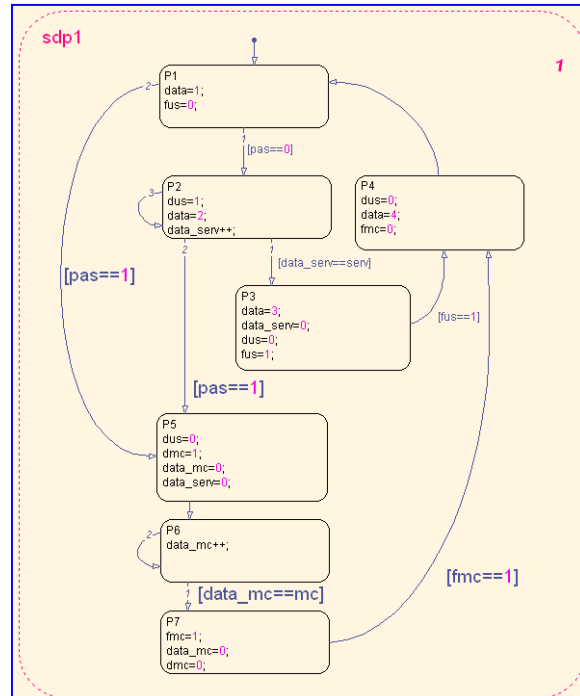 sdp1
1
P1
data=1;
fus=0;
2
1
[pas==0]
P2
dus=1;
data=2;
data_serv++;
3
2
1
P4
dus=0;
data=4;
fmc=0;
[data_serv==serv]
[pas==1]
P3
data=3;
data_serv=0;
dus=0;
fus=1;
[fus==1]
[pas==1]
P5
dus=0;
dmc=1;
data_mc=0;
data_serv=0;
P6
data_mc++;
2
1
[data_mc==mc]
[fmc==1]
P7
fmc=1;
data_mc=0;
dmc=0;